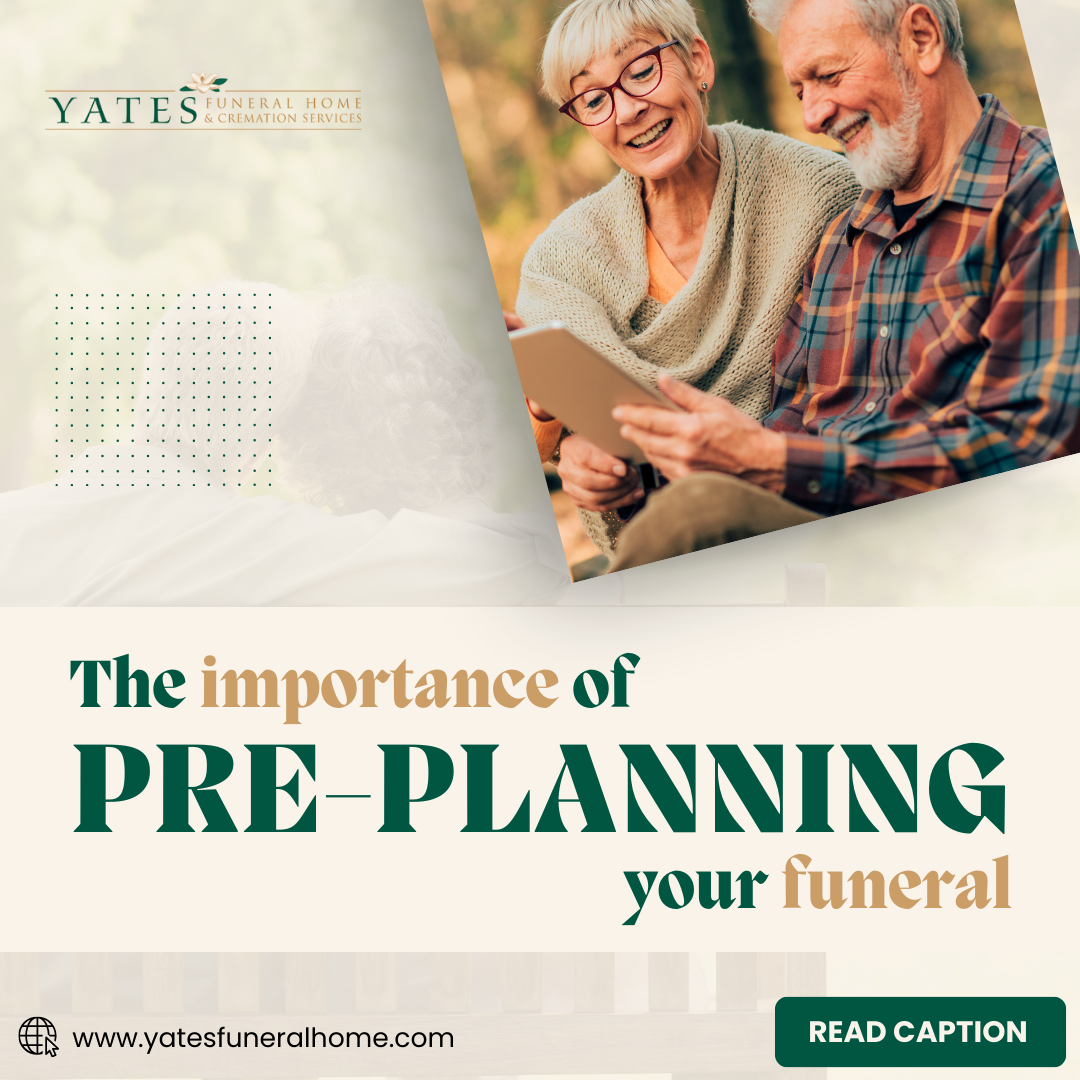 YATES FUNERAL HOME
& CREMATION SERVICES
The importance of
PRE-PLANNING
your funeral
www.yatesfuneralhome.com
READ CAPTION